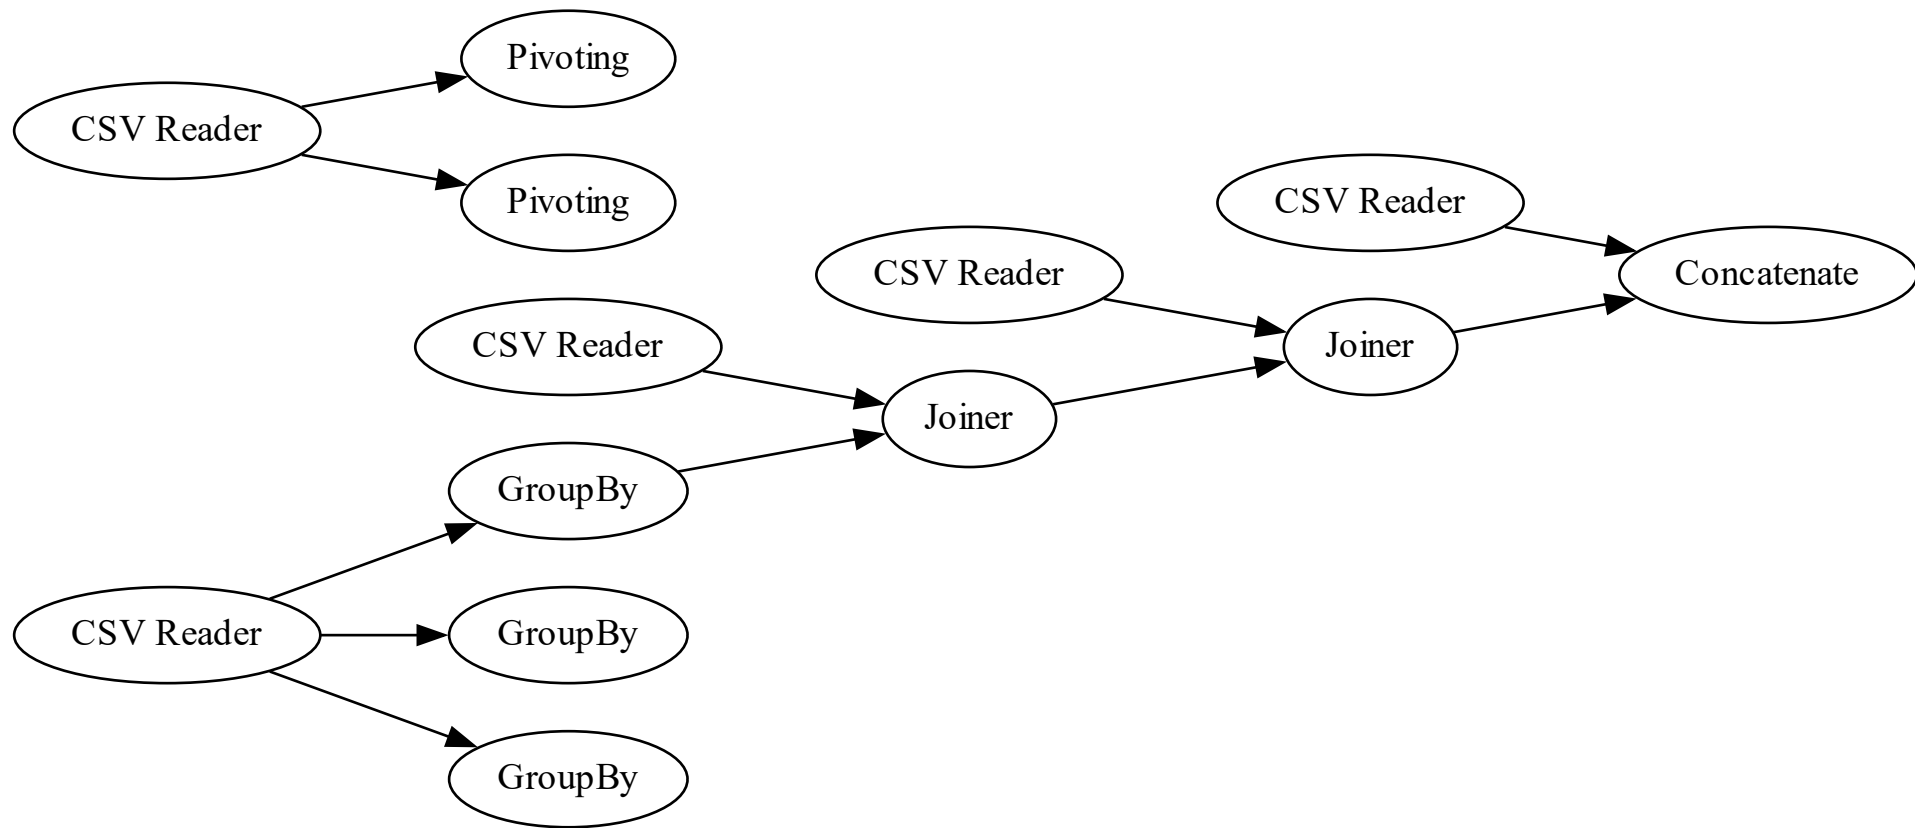 Pivoting
CSV Reader
Pivoting
CSV Reader
CSV Reader
Concatenate
CSV Reader
Joiner
Joiner
GroupBy
CSV Reader
GroupBy
GroupBy